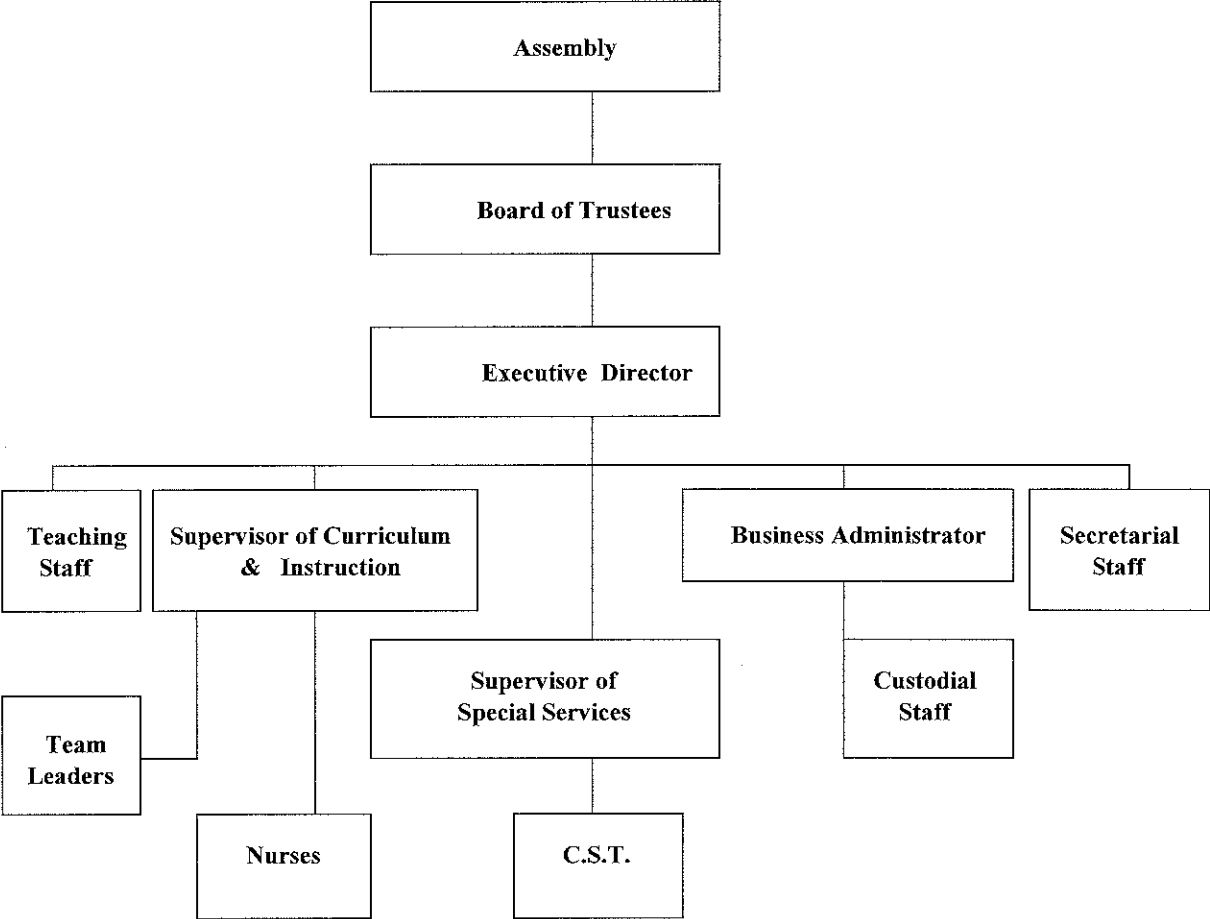 Assembly
Board of Trustees
Executive Director
Teaching
Staff
Supervisor of Curriculum
& Instruction
Business Administrator
Secretarial
Staff
Supervisor of
Special Services
Custodial
Staff
Team
Leaders
Nurses
C.S.T.